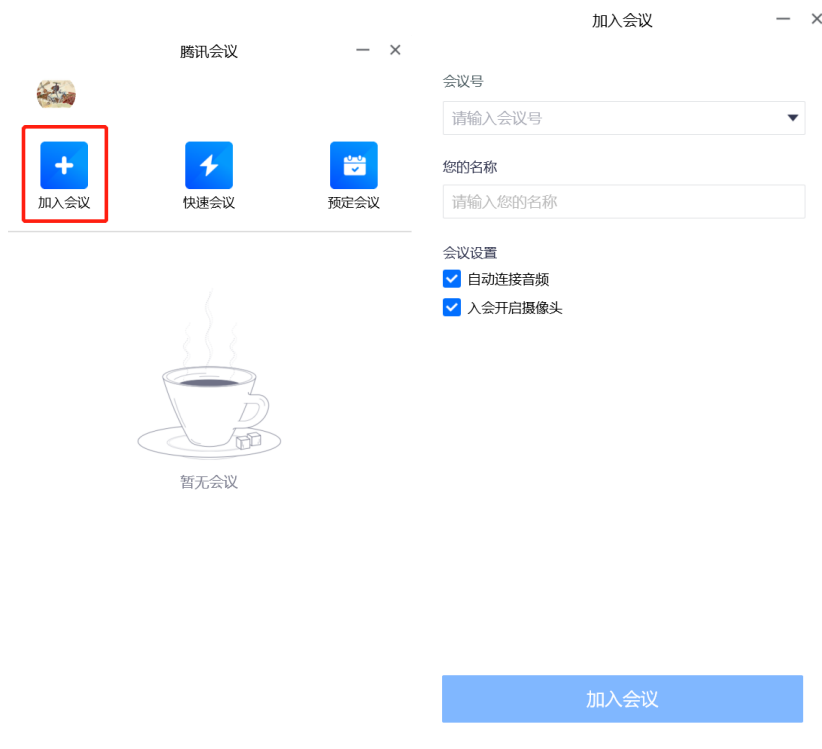 腾讯会议
加入会议
快速会议
预定会议
暂无会议
加入会议
会议号
请输入会议号
您的名称
请输入您的名称
会议设置
自动连接音频
入会开启摄像头
加入会议